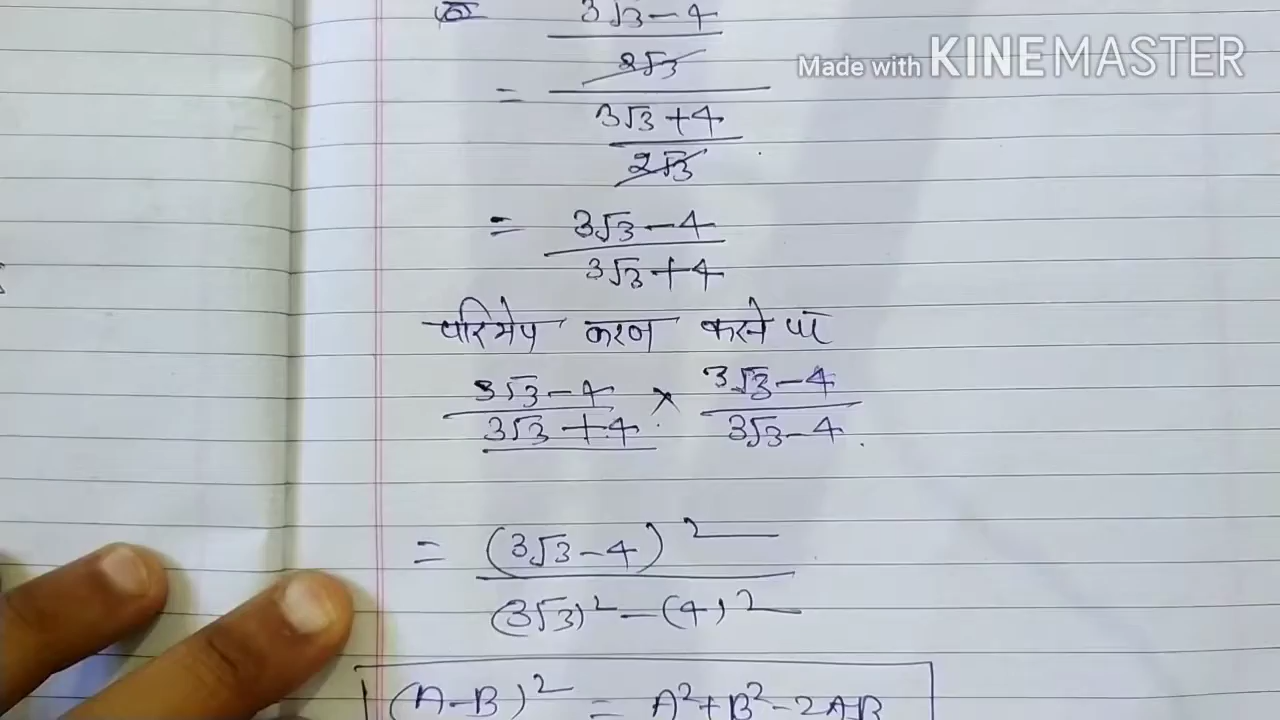 3√3-4
2√3
Made with KINEMASTER
=
3√3+4
2√3
= 3√3-4
3√3+4
परिमेय करण करने पर
3√3-4 × 3√3-4
3√3+4 3√3-4
= (3√3-4)²
(3√3)²-(4)²
(A-B)² = A²+B²-2AB